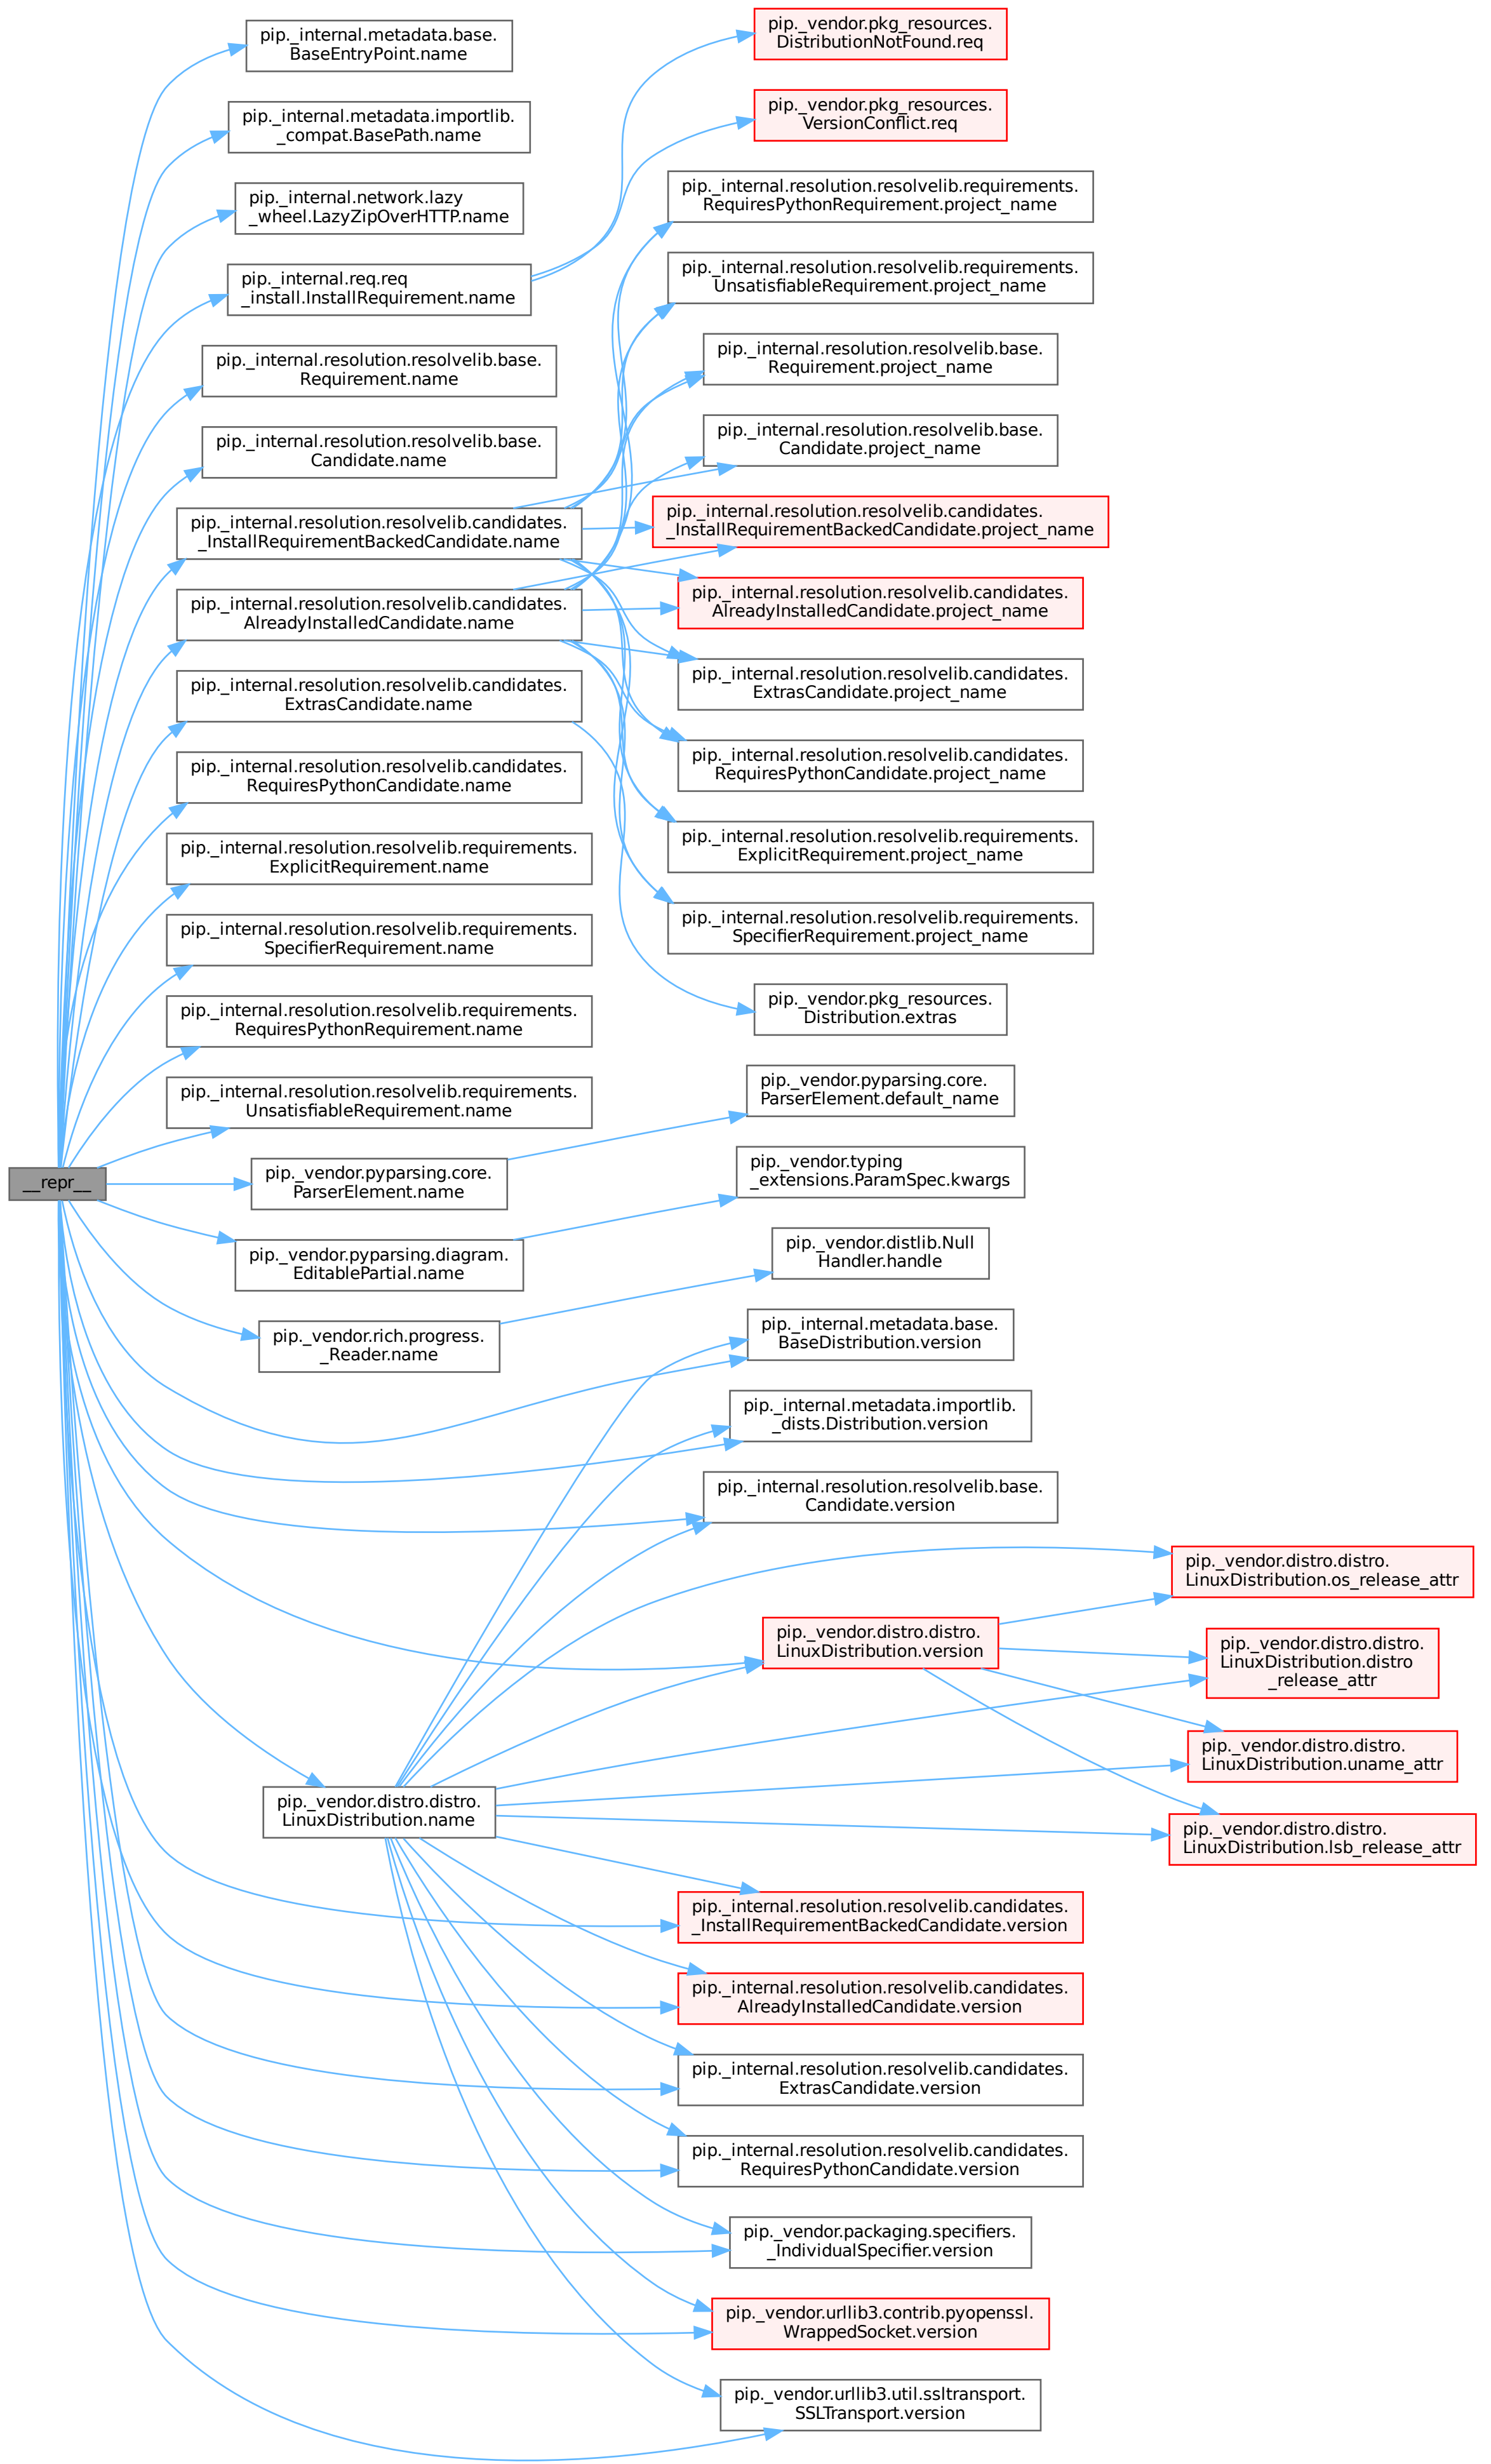 __repr__
pip._internal.metadata.base.
BaseEntryPoint.name
pip._internal.metadata.importlib.
_compat.BasePath.name
pip._internal.network.lazy
_wheel.LazyZipOverHTTP.name
pip._internal.req.req
_install.InstallRequirement.name
pip._internal.resolution.resolvelib.base.
Requirement.name
pip._internal.resolution.resolvelib.base.
Candidate.name
pip._internal.resolution.resolvelib.candidates.
_InstallRequirementBackedCandidate.name
pip._internal.resolution.resolvelib.candidates.
AlreadyInstalledCandidate.name
pip._internal.resolution.resolvelib.candidates.
ExtrasCandidate.name
pip._internal.resolution.resolvelib.candidates.
RequiresPythonCandidate.name
pip._internal.resolution.resolvelib.requirements.
ExplicitRequirement.name
pip._internal.resolution.resolvelib.requirements.
SpecifierRequirement.name
pip._internal.resolution.resolvelib.requirements.
RequiresPythonRequirement.name
pip._internal.resolution.resolvelib.requirements.
UnsatisfiableRequirement.name
pip._vendor.pyparsing.core.
ParserElement.name
pip._vendor.pyparsing.diagram.
EditablePartial.name
pip._vendor.rich.progress.
_Reader.name
pip._vendor.distro.distro.
LinuxDistribution.name
pip._vendor.pkg_resources.
DistributionNotFound.req
pip._vendor.pkg_resources.
VersionConflict.req
pip._internal.resolution.resolvelib.requirements.
RequiresPythonRequirement.project_name
pip._internal.resolution.resolvelib.requirements.
UnsatisfiableRequirement.project_name
pip._internal.resolution.resolvelib.base.
Requirement.project_name
pip._internal.resolution.resolvelib.base.
Candidate.project_name
pip._internal.resolution.resolvelib.candidates.
_InstallRequirementBackedCandidate.project_name
pip._internal.resolution.resolvelib.candidates.
AlreadyInstalledCandidate.project_name
pip._internal.resolution.resolvelib.candidates.
ExtrasCandidate.project_name
pip._internal.resolution.resolvelib.candidates.
RequiresPythonCandidate.project_name
pip._internal.resolution.resolvelib.requirements.
ExplicitRequirement.project_name
pip._internal.resolution.resolvelib.requirements.
SpecifierRequirement.project_name
pip._vendor.pkg_resources.
Distribution.extras
pip._vendor.pyparsing.core.
ParserElement.default_name
pip._vendor.typing
_extensions.ParamSpec.kwargs
pip._vendor.distlib.Null
Handler.handle
pip._internal.metadata.base.
BaseDistribution.version
pip._internal.metadata.importlib.
_dists.Distribution.version
pip._internal.resolution.resolvelib.base.
Candidate.version
pip._vendor.distro.distro.
LinuxDistribution.version
pip._internal.resolution.resolvelib.candidates.
_InstallRequirementBackedCandidate.version
pip._internal.resolution.resolvelib.candidates.
AlreadyInstalledCandidate.version
pip._internal.resolution.resolvelib.candidates.
ExtrasCandidate.version
pip._internal.resolution.resolvelib.candidates.
RequiresPythonCandidate.version
pip._vendor.packaging.specifiers.
_IndividualSpecifier.version
pip._vendor.urllib3.contrib.pyopenssl.
WrappedSocket.version
pip._vendor.urllib3.util.ssltransport.
SSLTransport.version
pip._vendor.distro.distro.
LinuxDistribution.os_release_attr
pip._vendor.distro.distro.
LinuxDistribution.distro
_release_attr
pip._vendor.distro.distro.
LinuxDistribution.uname_attr
pip._vendor.distro.distro.
LinuxDistribution.lsb_release_attr